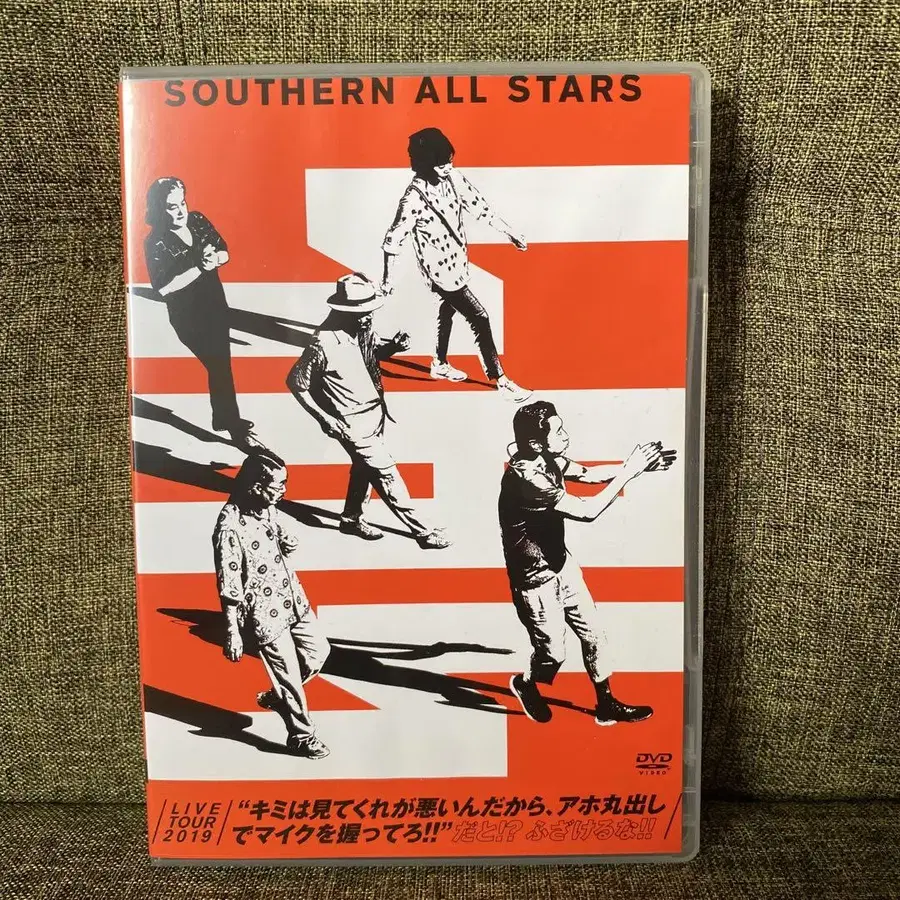 SOUTHERN ALL STARS
DVD
VIDEO
LIVE
TOUR
2019
“キミは見てくれが悪いんだから、アホ丸出し
でマイクを握ってろ!!”だと!? ふざけるな!!